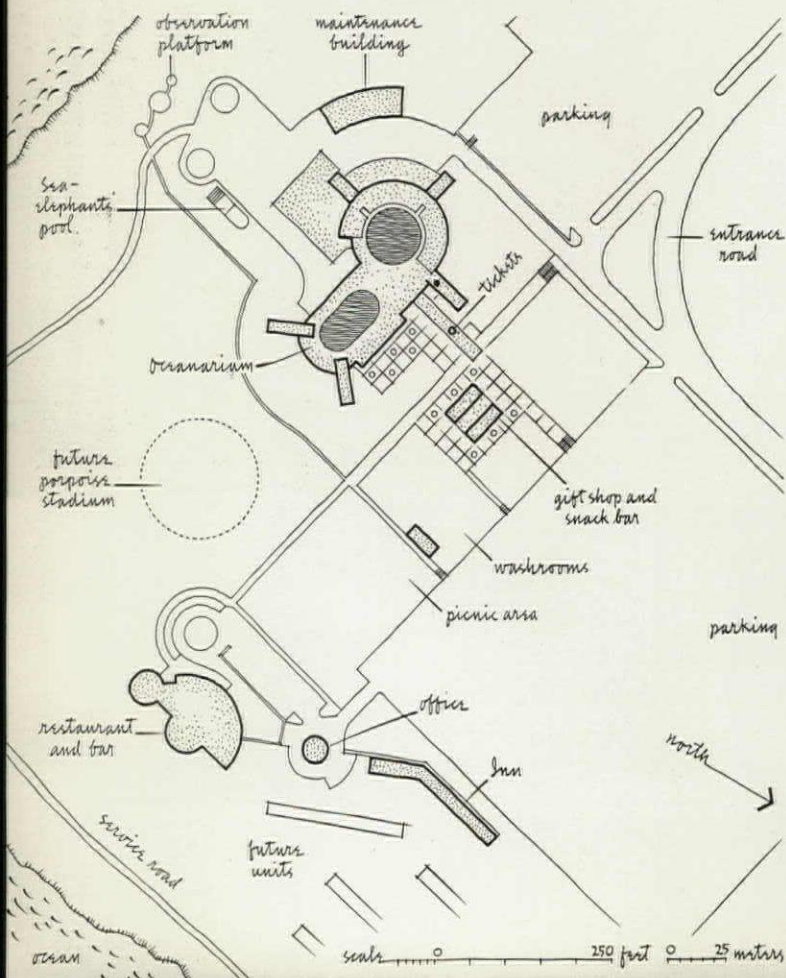 observation
platform
maintenance
building
parking
sea-
elephants'
pool
entrance
road
tickets
Oceanarium
future
porpoise
stadium
gift shop and
snack bar
washrooms
picnic area
parking
office
restaurant
and bar
north
Inn
service road
future
units
ocean
scale 0 250 feet 0 25 meters